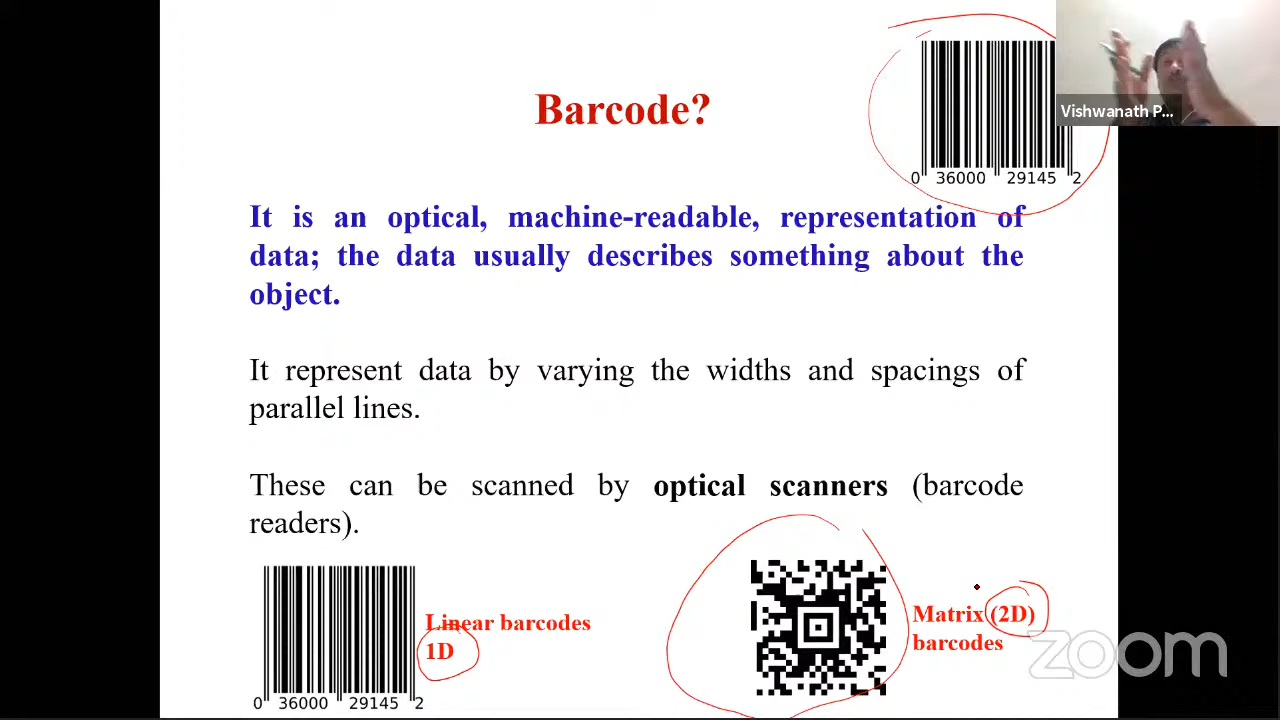 Barcode?
0 36000 29145 2
Vishwanath P...
It is an optical, machine-readable, representation of
data; the data usually describes something about the
object.
It represent data by varying the widths and spacings of
parallel lines.
These can be scanned by optical scanners (barcode
readers).
Linear barcodes
1D
0 36000 29145 2
Matrix (2D)
barcodes
zoom